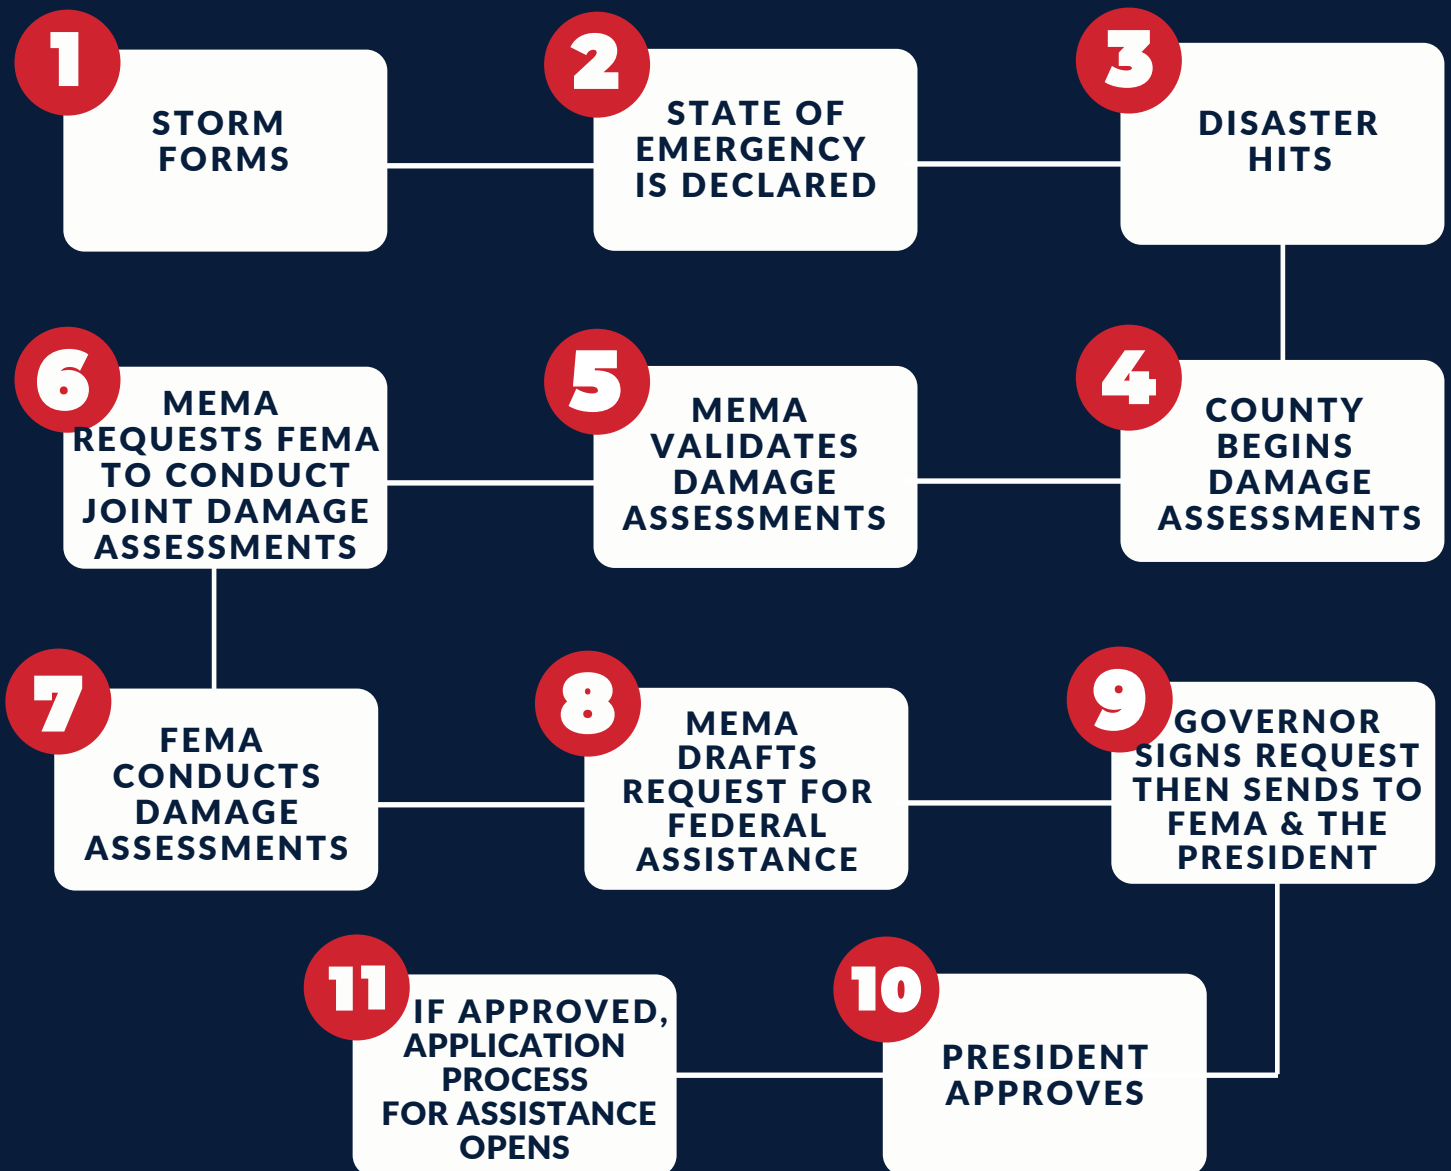 1
STORM
FORMS
2
STATE OF
EMERGENCY
IS DECLARED
3
DISASTER
HITS
4
COUNTY
BEGINS
DAMAGE
ASSESSMENTS
5
MEMA
VALIDATES
DAMAGE
ASSESSMENTS
6
MEMA
REQUESTS FEMA
TO CONDUCT
JOINT DAMAGE
ASSESSMENTS
7
FEMA
CONDUCTS
DAMAGE
ASSESSMENTS
8
MEMA
DRAFTS
REQUEST FOR
FEDERAL
ASSISTANCE
9
GOVERNOR
SIGNS REQUEST
THEN SENDS TO
FEMA & THE
PRESIDENT
10
PRESIDENT
APPROVES
11
IF APPROVED,
APPLICATION
PROCESS
FOR ASSISTANCE
OPENS